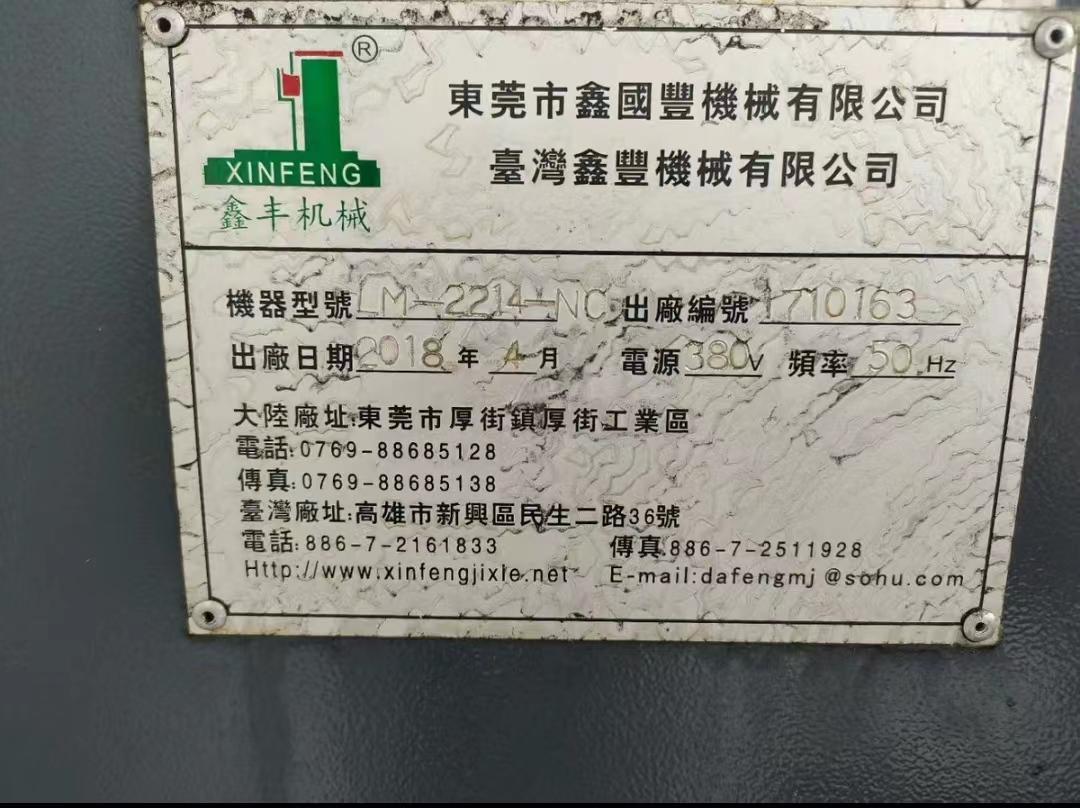 ®
東莞市鑫國豐機械有限公司
臺灣鑫豐機械有限公司
XINFENG
鑫丰机械
機器型號 LM-2214-NC 出廠編號 1710163
出廠日期 2018 年 4 月 電源 380V 頻率 50 Hz
大陸廠址:東莞市厚街鎮厚街工業區
電話:0769-88685128
傳真:0769-88685138
臺灣廠址:高雄市新興區民生二路36號
電話:886-7-2161833 傳真:886-7-2511928
Http://www.xinfengjixie.net E-mail:dafengmj@sohu.com